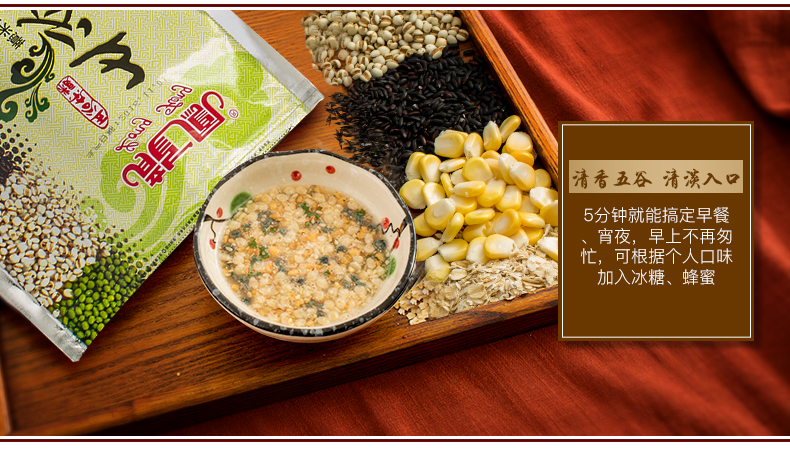 清香五谷 清淡入口
5分钟就能搞定早餐
、宵夜，早上不再匆
忙，可根据个人口味
加入冰糖、蜂蜜